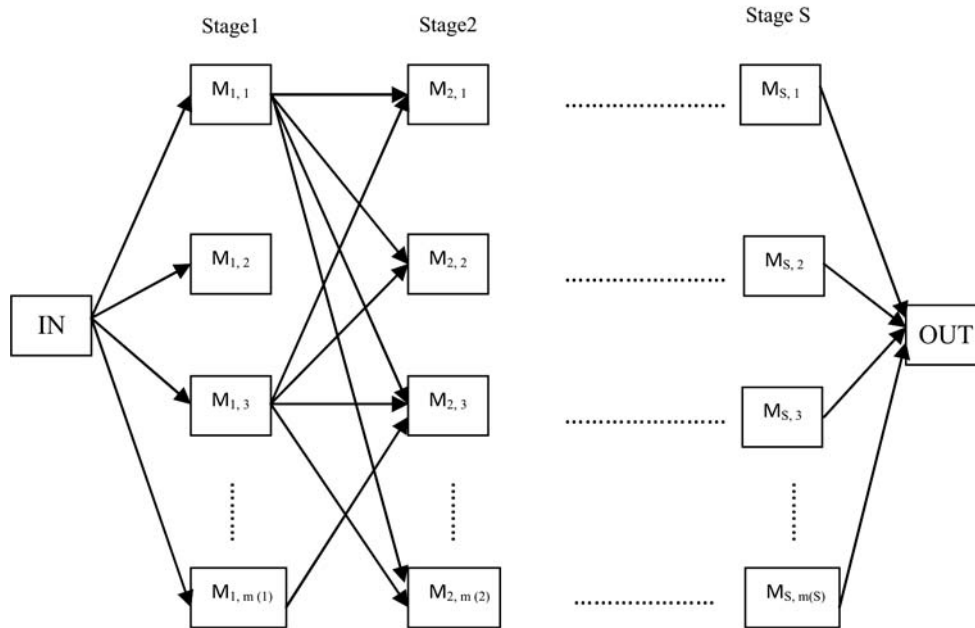 Stage1 Stage2 Stage S
M1, 1 M2, 1 ........................... MS, 1
M1, 2 M2, 2 ........................... MS, 2
IN OUT
M1, 3 M2, 3 ........................... MS, 3
M1, m (1) M2, m (2) ........................... MS, m(S)